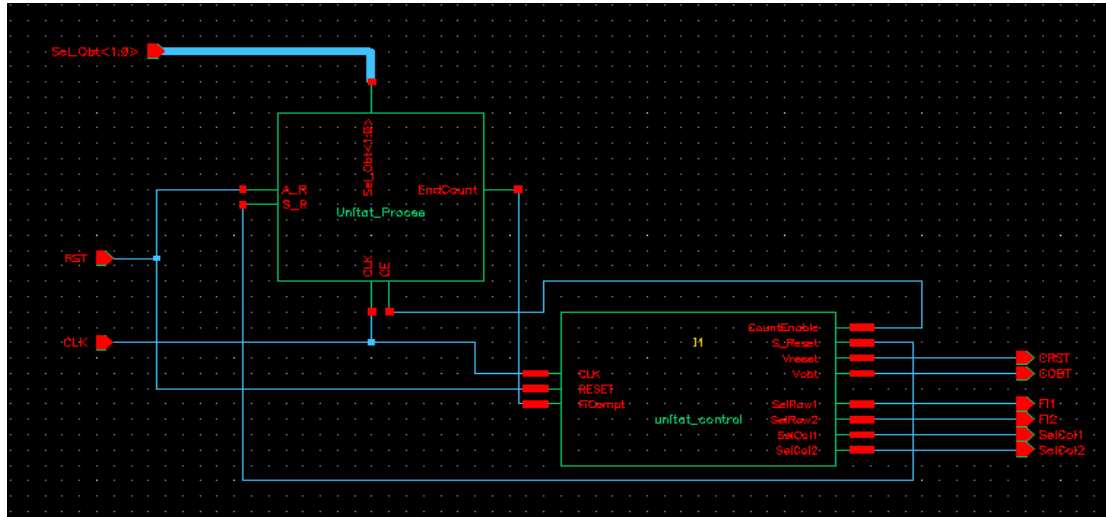 Sel_Obt<1:0>
Sel_Obt<1:0>
A_R
EndCount
S_R
Unitat_Proces
RST
CLK
CE
CountEnable
CLK
I1
S_Reset
Vreset
CRST
CLK
Vobt
COBT
RESET
FiCompt
SelRow1
FI1
unitat_control
SelRow2
FI2
SelCol1
SelCol1
SelCol2
SelCol2